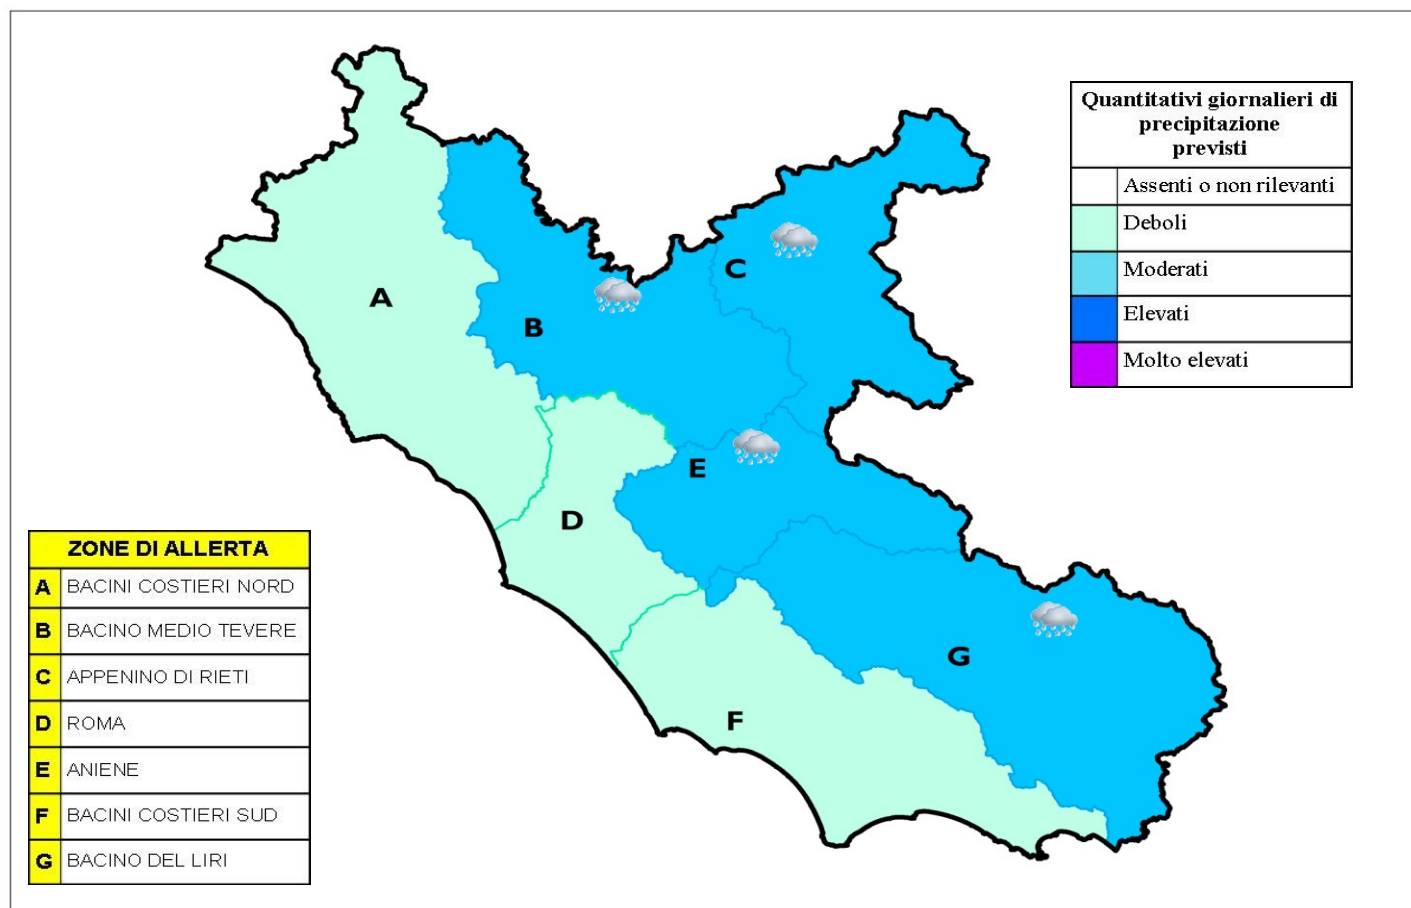 Quantitativi giornalieri di
precipitazione
previsti
Assenti o non rilevanti
Deboli
Moderati
Elevati
Molto elevati
A
B
C
D
E
F
G
ZONE DI ALLERTA
A BACINI COSTIERI NORD
B BACINO MEDIO TEVERE
C APPENINO DI RIETI
D ROMA
E ANIENE
F BACINI COSTIERI SUD
G BACINO DEL LIRI